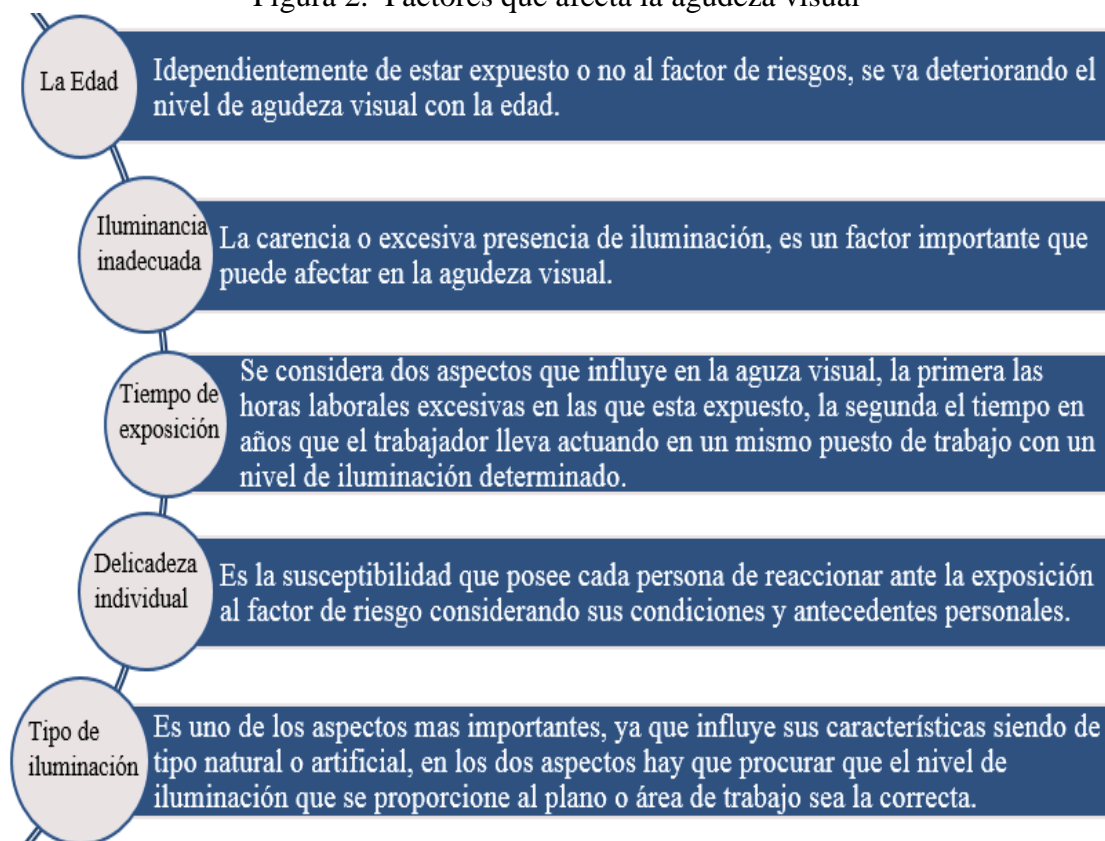 Figura 2. Factores que afecta la agudeza visual
La Edad
Idependientemente de estar expuesto o no al factor de riesgos, se va deteriorando el
nivel de agudeza visual con la edad.
Iluminancia
inadecuada
La carencia o excesiva presencia de iluminación, es un factor importante que
puede afectar en la agudeza visual.
Tiempo de
exposición
Se considera dos aspectos que influye en la aguza visual, la primera las
horas laborales excesivas en las que esta expuesto, la segunda el tiempo en
años que el trabajador lleva actuando en un mismo puesto de trabajo con un
nivel de iluminación determinado.
Delicadeza
individual
Es la susceptibilidad que posee cada persona de reaccionar ante la exposición
al factor de riesgo considerando sus condiciones y antecedentes personales.
Tipo de
iluminación
Es uno de los aspectos mas importantes, ya que influye sus características siendo de
tipo natural o artificial, en los dos aspectos hay que procurar que el nivel de
iluminación que se proporcione al plano o área de trabajo sea la correcta.